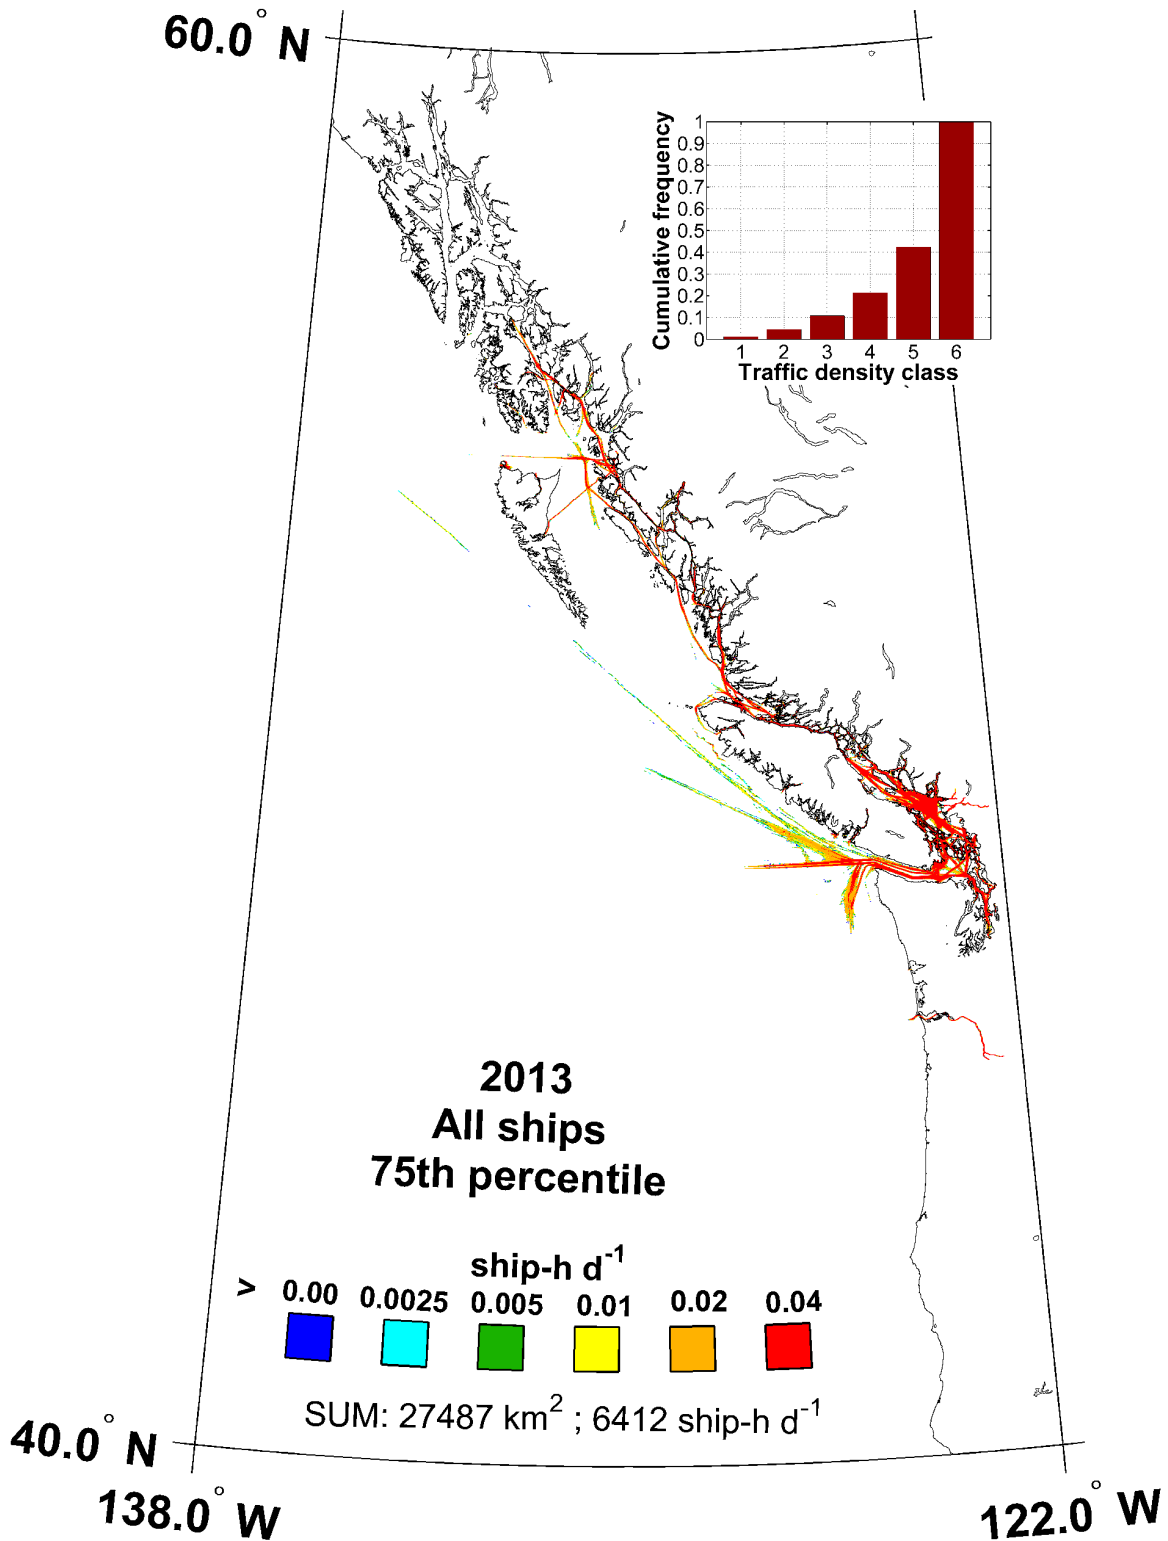 60.0° N
Cumulative frequency
1
0.9
0.8
0.7
0.6
0.5
0.4
0.3
0.2
0.1
0
1 2 3 4 5 6
Traffic density class
2013
All ships
75th percentile
ship-h d⁻¹
> 0.00 0.0025 0.005 0.01 0.02 0.04
SUM: 27487 km² ; 6412 ship-h d⁻¹
40.0° N
138.0° W
122.0° W